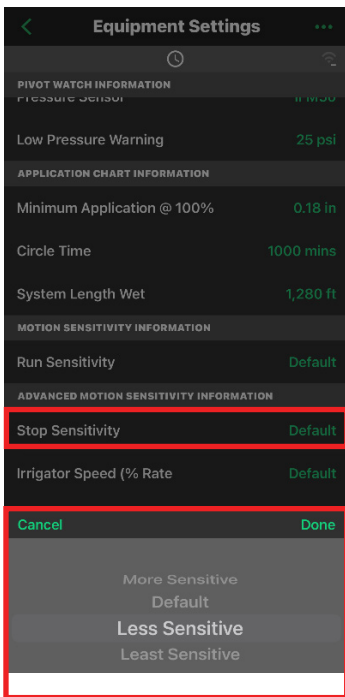 Equipment Settings
PIVOT WATCH INFORMATION
Pressure Sensor
Low Pressure Warning 25 psi
APPLICATION CHART INFORMATION
Minimum Application @ 100% 0.18 in
Circle Time 1000 mins
System Length Wet 1,280 ft
MOTION SENSITIVITY INFORMATION
Run Sensitivity Default
ADVANCED MOTION SENSITIVITY INFORMATION
Stop Sensitivity Default
Irrigator Speed (% Rate Default
Cancel Done
More Sensitive
Default
Less Sensitive
Least Sensitive